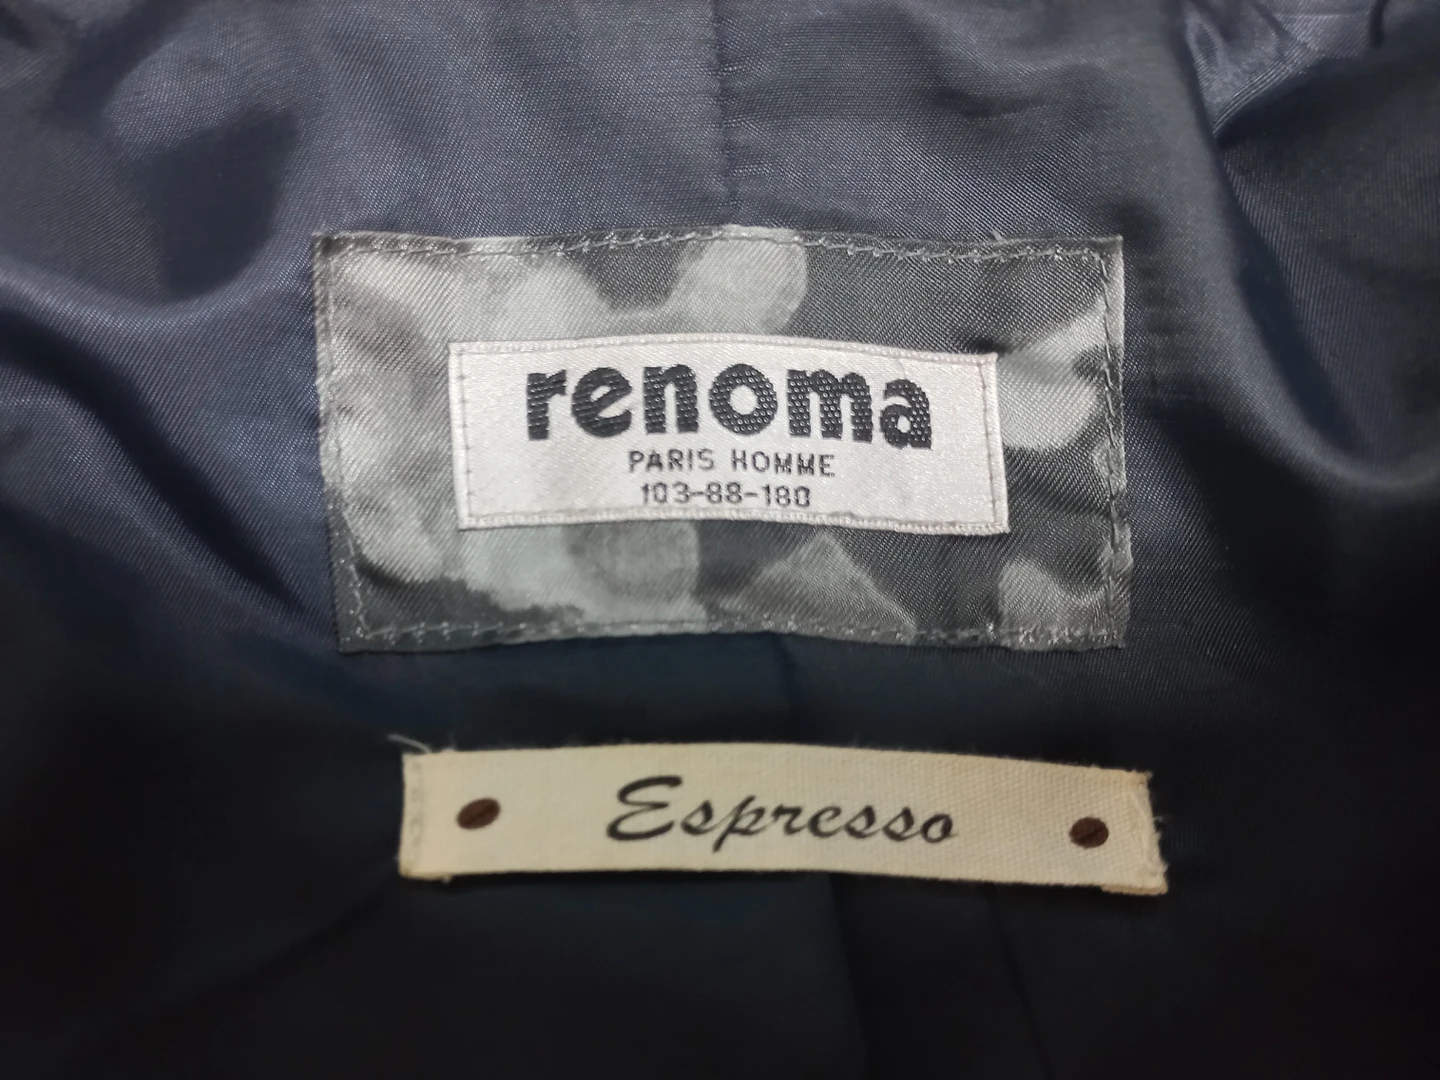 renoma
PARIS HOMME
103-88-180
Espresso